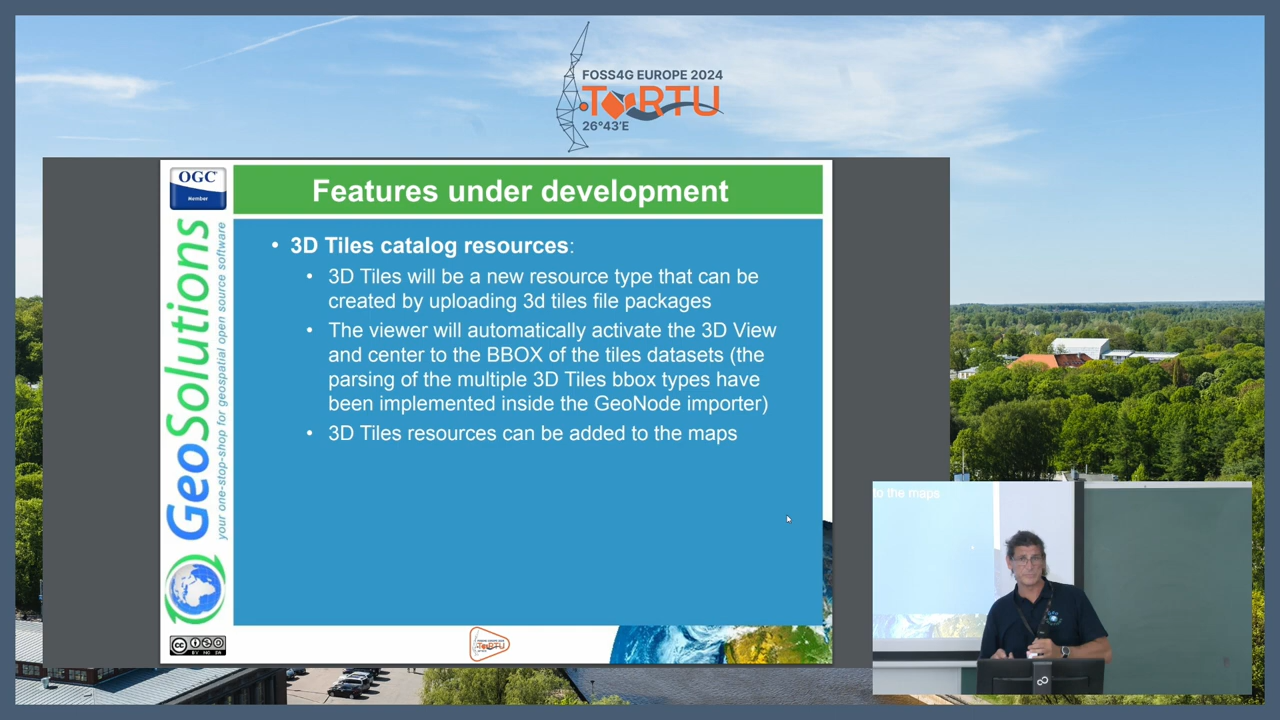 FOSS4G EUROPE 2024
TORTU
26°43'E
OGC
Member
GeoSolutions
your one-stop-shop for geospatial open source software
Features under development
• 3D Tiles catalog resources:
• 3D Tiles will be a new resource type that can be
created by uploading 3d tiles file packages
• The viewer will automatically activate the 3D View
and center to the BBOX of the tiles datasets (the
parsing of the multiple 3D Tiles bbox types have
been implemented inside the GeoNode importer)
• 3D Tiles resources can be added to the maps
to the maps